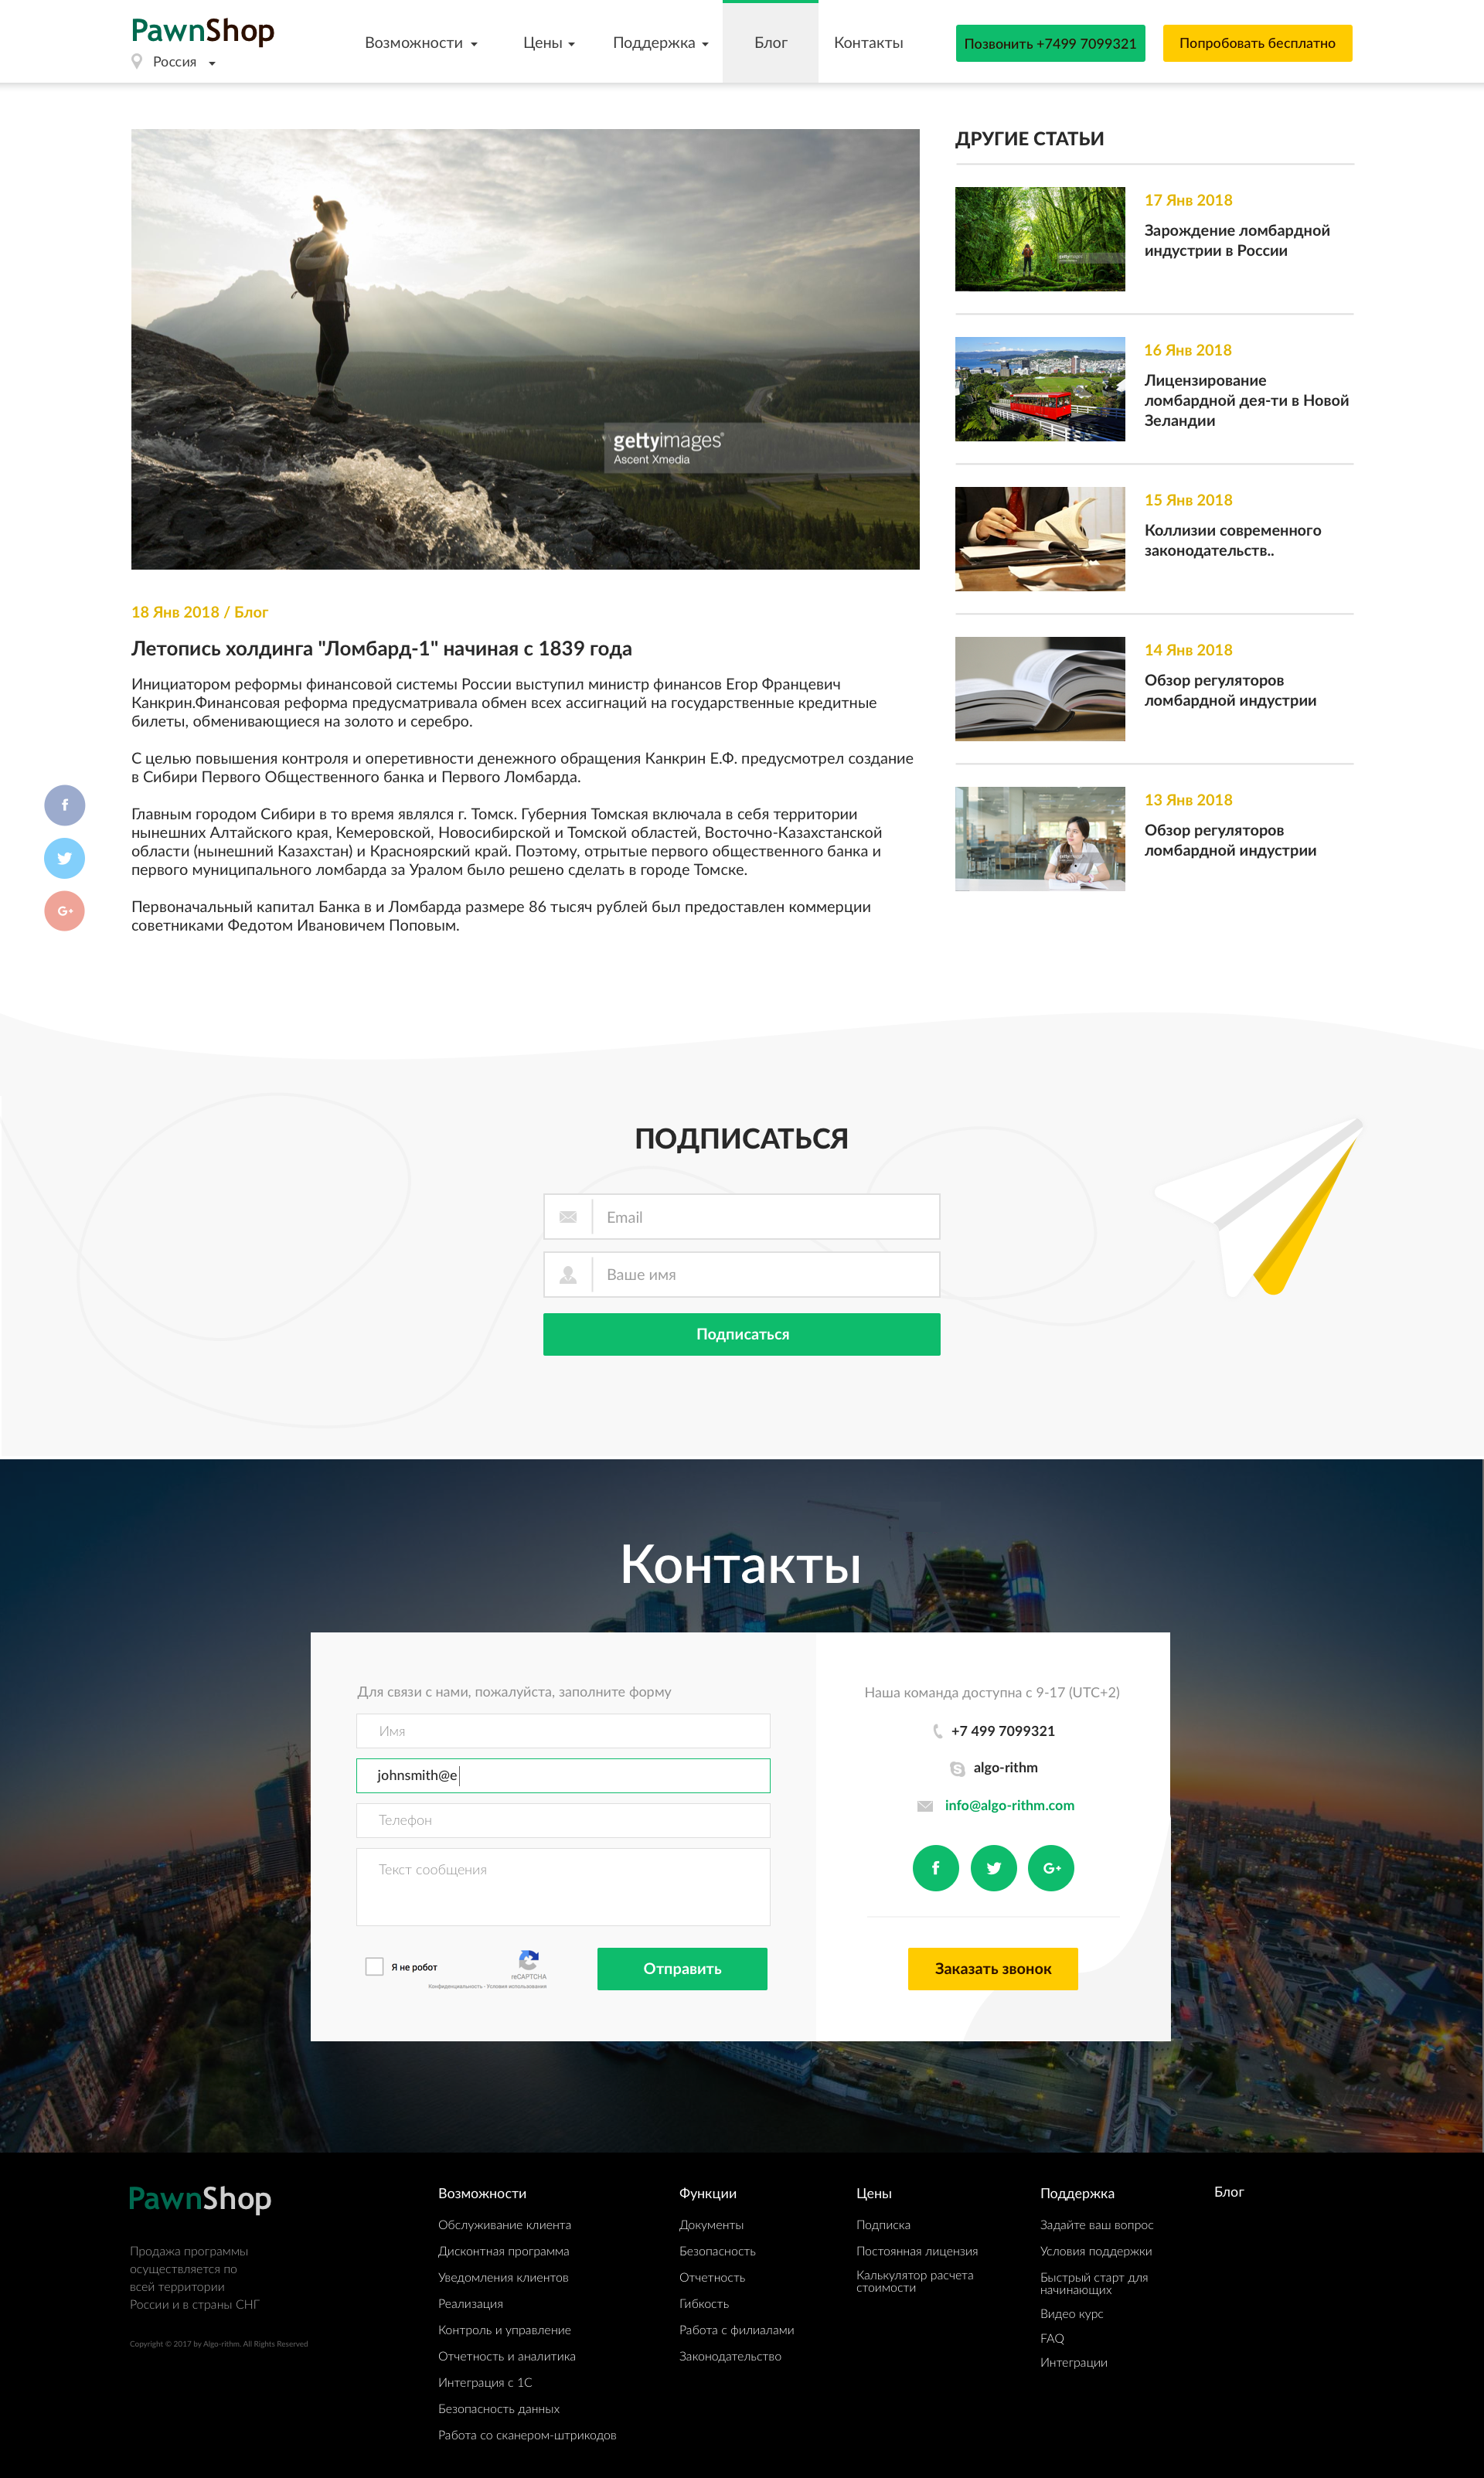 PawnShop
Россия
Возможности
Цены
Поддержка
Блог
Контакты
Позвонить +7499 7099321
Попробовать бесплатно
gettyimages®
Ascent Xmedia
18 Янв 2018 / Блог
Летопись холдинга "Ломбард-1" начиная с 1839 года
Инициатором реформы финансовой системы России выступил министр финансов Егор Францевич
Канкрин.Финансовая реформа предусматривала обмен всех ассигнаций на государственные кредитные
билеты, обменивающиеся на золото и серебро.
С целью повышения контроля и оперетивности денежного обращения Канкрин Е.Ф. предусмотрел создание
в Сибири Первого Общественного банка и Первого Ломбарда.
Главным городом Сибири в то время являлся г. Томск. Губерния Томская включала в себя территории
нынешних Алтайского края, Кемеровской, Новосибирской и Томской областей, Восточно-Казахстанской
области (нынешний Казахстан) и Красноярский край. Поэтому, отрытые первого общественного банка и
первого муниципального ломбарда за Уралом было решено сделать в городе Томске.
Первоначальный капитал Банка в и Ломбарда размере 86 тысяч рублей был предоставлен коммерции
советниками Федотом Ивановичем Поповым.
ДРУГИЕ СТАТЬИ
17 Янв 2018
Зарождение ломбардной
индустрии в России
16 Янв 2018
Лицензирование
ломбардной дея-ти в Новой
Зеландии
15 Янв 2018
Коллизии современного
законодательств..
14 Янв 2018
Обзор регуляторов
ломбардной индустрии
13 Янв 2018
Обзор регуляторов
ломбардной индустрии
ПОДПИСАТЬСЯ
Email
Ваше имя
Подписаться
Контакты
Для связи с нами, пожалуйста, заполните форму
Имя
johnsmith@e
Телефон
Текст сообщения
Я не робот
reCAPTCHA
Конфиденциальность - Условия использования
Отправить
Наша команда доступна с 9-17 (UTC+2)
+7 499 7099321
algo-rithm
info@algo-rithm.com
Заказать звонок
PawnShop
Продажа программы
осуществляется по
всей территории
России и в страны СНГ
Copyright © 2017 by Algo-rithm. All Rights Reserved
Возможности
Обслуживание клиента
Дисконтная программа
Уведомления клиентов
Реализация
Контроль и управление
Отчетность и аналитика
Интеграция с 1С
Безопасность данных
Работа со сканером-штрикодов
Функции
Документы
Безопасность
Отчетность
Гибкость
Работа с филиалами
Законодательство
Цены
Подписка
Постоянная лицензия
Калькулятор расчета
стоимости
Поддержка
Задайте ваш вопрос
Условия поддержки
Быстрый старт для
начинающих
Видео курс
FAQ
Интеграции
Блог